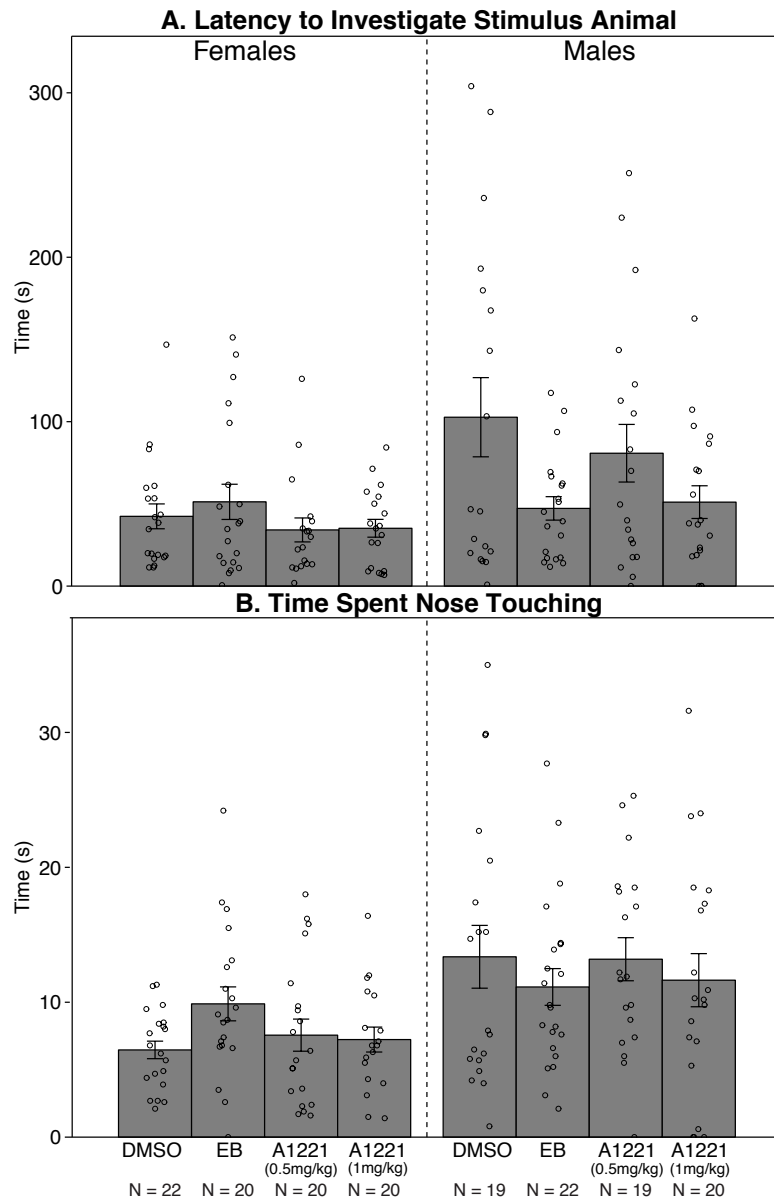 A. Latency to Investigate Stimulus Animal
Females Males
300
200
100
0
Time (s)
B. Time Spent Nose Touching
30
20
10
0
Time (s)
DMSO EB A1221 A1221 DMSO EB A1221 A1221
(0.5mg/kg) (1mg/kg) (0.5mg/kg) (1mg/kg)
N = 22 N = 20 N = 20 N = 20 N = 19 N = 22 N = 19 N = 20